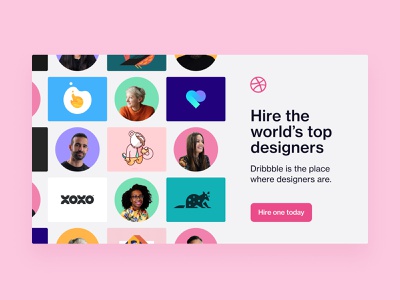 Hire the
world's top
designers
Dribbble is the place
where designers are.
Hire one today
XOXO